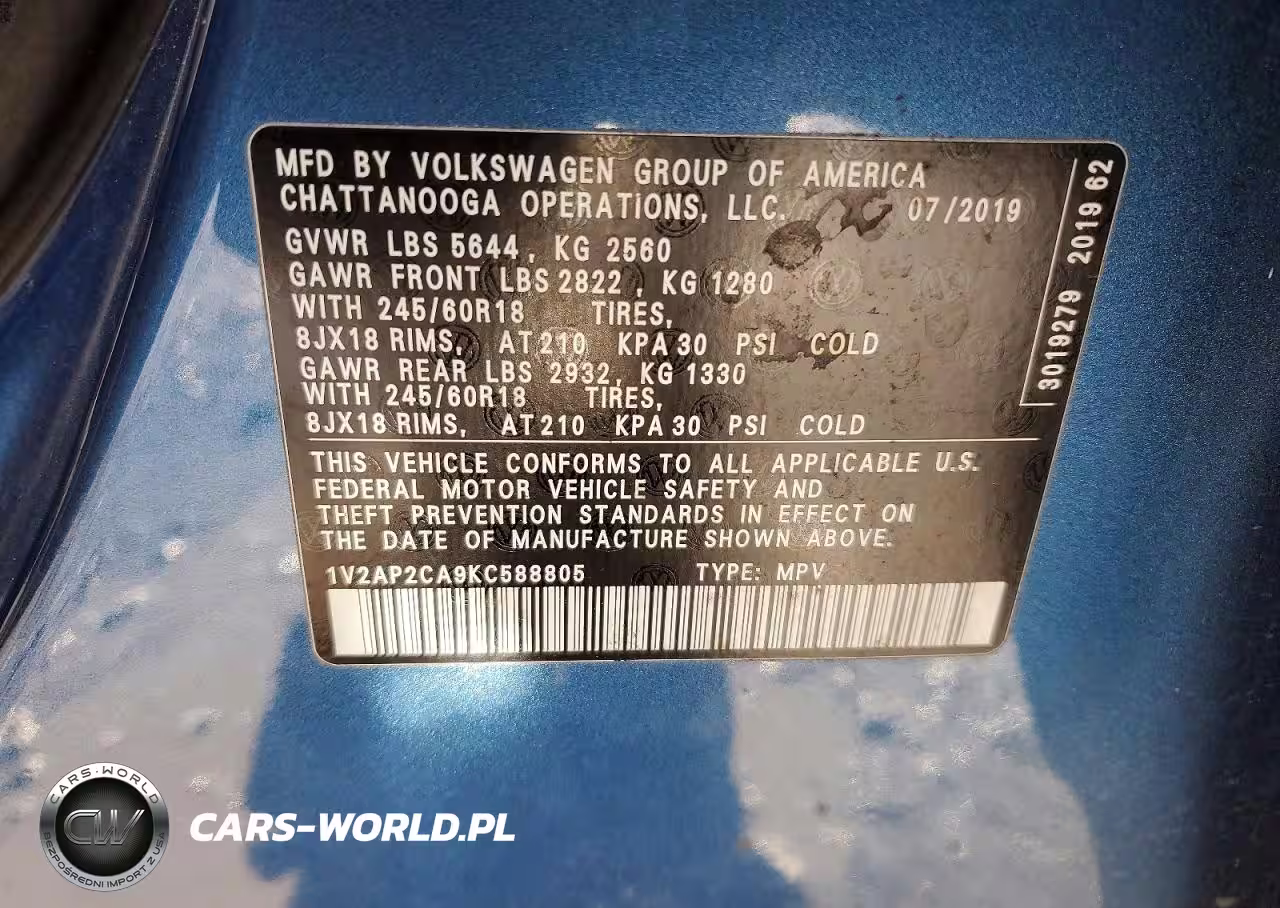 MFD BY VOLKSWAGEN GROUP OF AMERICA
CHATTANOOGA OPERATIONS, LLC. 07/2019
GVWR LBS 5644, KG 2560
GAWR FRONT LBS 2822, KG 1280
WITH 245/60R18 TIRES,
8JX18 RIMS, AT 210 KPA 30 PSI COLD
GAWR REAR LBS 2932, KG 1330
WITH 245/60R18 TIRES,
8JX18 RIMS, AT 210 KPA 30 PSI COLD
3019279 2019 62
THIS VEHICLE CONFORMS TO ALL APPLICABLE U.S.
FEDERAL MOTOR VEHICLE SAFETY AND
THEFT PREVENTION STANDARDS IN EFFECT ON
THE DATE OF MANUFACTURE SHOWN ABOVE.
1V2AP2CA9KC588805 TYPE: MPV
CARS-WORLD
CW
BEZPOŚREDNI IMPORT Z USA
CARS-WORLD.PL